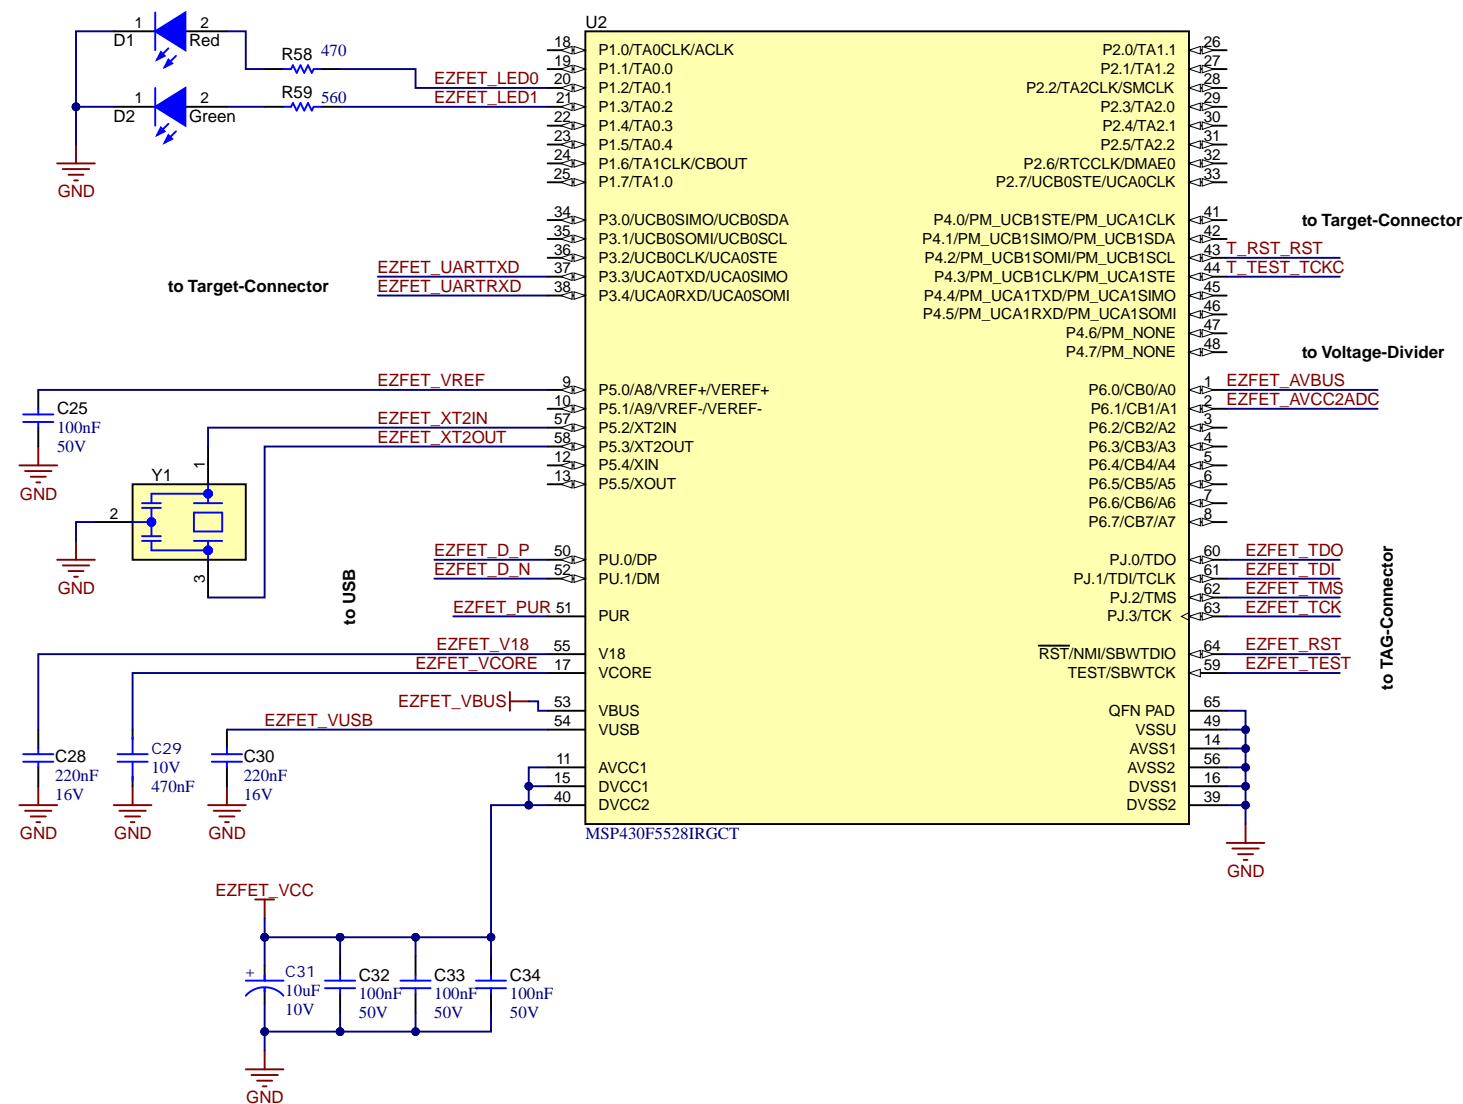 U2
1 2
D1 Red
R58 470
EZFET_LED0
1 2
D2 Green
R59 560
EZFET_LED1
GND
18 P1.0/TA0CLK/ACLK
19 P1.1/TA0.0
20 P1.2/TA0.1
21 P1.3/TA0.2
22 P1.4/TA0.3
23 P1.5/TA0.4
24 P1.6/TA1CLK/CBOUT
25 P1.7/TA1.0
34 P3.0/UCB0SIMO/UCB0SDA
35 P3.1/UCB0SOMI/UCB0SCL
36 P3.2/UCB0CLK/UCA0STE
EZFET_UARTTXD 37 P3.3/UCA0TXD/UCA0SIMO
to Target-Connector
EZFET_UARTRXD 38 P3.4/UCA0RXD/UCA0SOMI
EZFET_VREF 9 P5.0/A8/VREF+/VEREF+
10 P5.1/A9/VREF-/VEREF-
EZFET_XT2IN 57 P5.2/XT2IN
EZFET_XT2OUT 58 P5.3/XT2OUT
12 P5.4/XIN
13 P5.5/XOUT
C25
100nF
50V
GND
Y1
1
2
3
GND
to USB
EZFET_D_P 50 PU.0/DP
EZFET_D_N 52 PU.1/DM
EZFET_PUR 51 PUR
EZFET_V18 55 V18
EZFET_VCORE 17 VCORE
EZFET_VBUS 53 VBUS
EZFET_VUSB 54 VUSB
11 AVCC1
15 DVCC1
40 DVCC2
C28
220nF
16V
GND
C29
10V
470nF
GND
C30
220nF
16V
GND
P2.0/TA1.1 26
P2.1/TA1.2 27
P2.2/TA2CLK/SMCLK 28
P2.3/TA2.0 29
P2.4/TA2.1 30
P2.5/TA2.2 31
P2.6/RTCCLK/DMAE0 32
P2.7/UCB0STE/UCA0CLK 33
P4.0/PM_UCB1STE/PM_UCA1CLK 41
to Target-Connector
P4.1/PM_UCB1SIMO/PM_UCB1SDA 42
P4.2/PM_UCB1SOMI/PM_UCB1SCL 43 T_RST_RST
P4.3/PM_UCB1CLK/PM_UCA1STE 44 T_TEST_TCKC
P4.4/PM_UCA1TXD/PM_UCA1SIMO 45
P4.5/PM_UCA1RXD/PM_UCA1SOMI 46
P4.6/PM_NONE 47
P4.7/PM_NONE 48
to Voltage-Divider
P6.0/CB0/A0 1 EZFET_AVBUS
P6.1/CB1/A1 2 EZFET_AVCC2ADC
P6.2/CB2/A2 3
P6.3/CB3/A3 4
P6.4/CB4/A4 5
P6.5/CB5/A5 6
P6.6/CB6/A6 7
P6.7/CB7/A7 8
PJ.0/TDO 60 EZFET_TDO
PJ.1/TDI/TCLK 61 EZFET_TDI
PJ.2/TMS 62 EZFET_TMS
PJ.3/TCK 63 EZFET_TCK
RST/NMI/SBWTDIO 64 EZFET_RST
TEST/SBWTCK 59 EZFET_TEST
to TAG-Connector
QFN PAD 65
VSSU 49
AVSS1 14
AVSS2 56
DVSS1 16
DVSS2 39
GND
MSP430F5528IRGCT
EZFET_VCC
+ C31
10uF
10V
C32
100nF
50V
C33
100nF
50V
C34
100nF
50V
GND